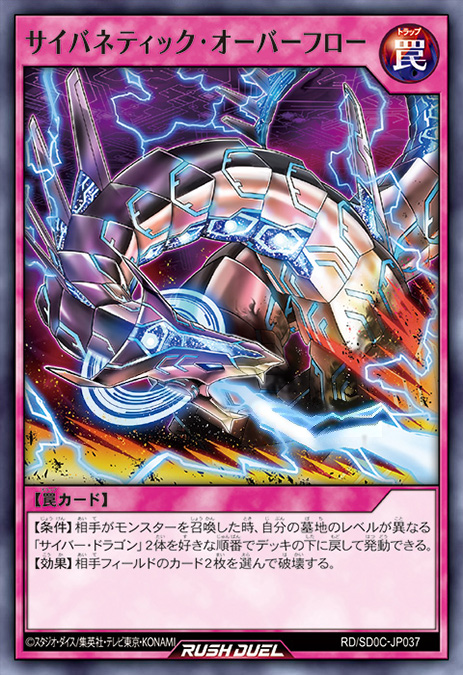 サイバネティック・オーバーフロー
トラップ
罠
【罠カード】
【条件】相手がモンスターを召喚した時、自分の墓地のレベルが異なる
「サイバー・ドラゴン」2体を好きな順番でデッキの下に戻して発動できる。
【効果】相手フィールドのカード2枚を選んで破壊する。
©スタジオ・ダイス/集英社・テレビ東京・KONAMI
RUSH DUEL
RD/SD0C-JP037